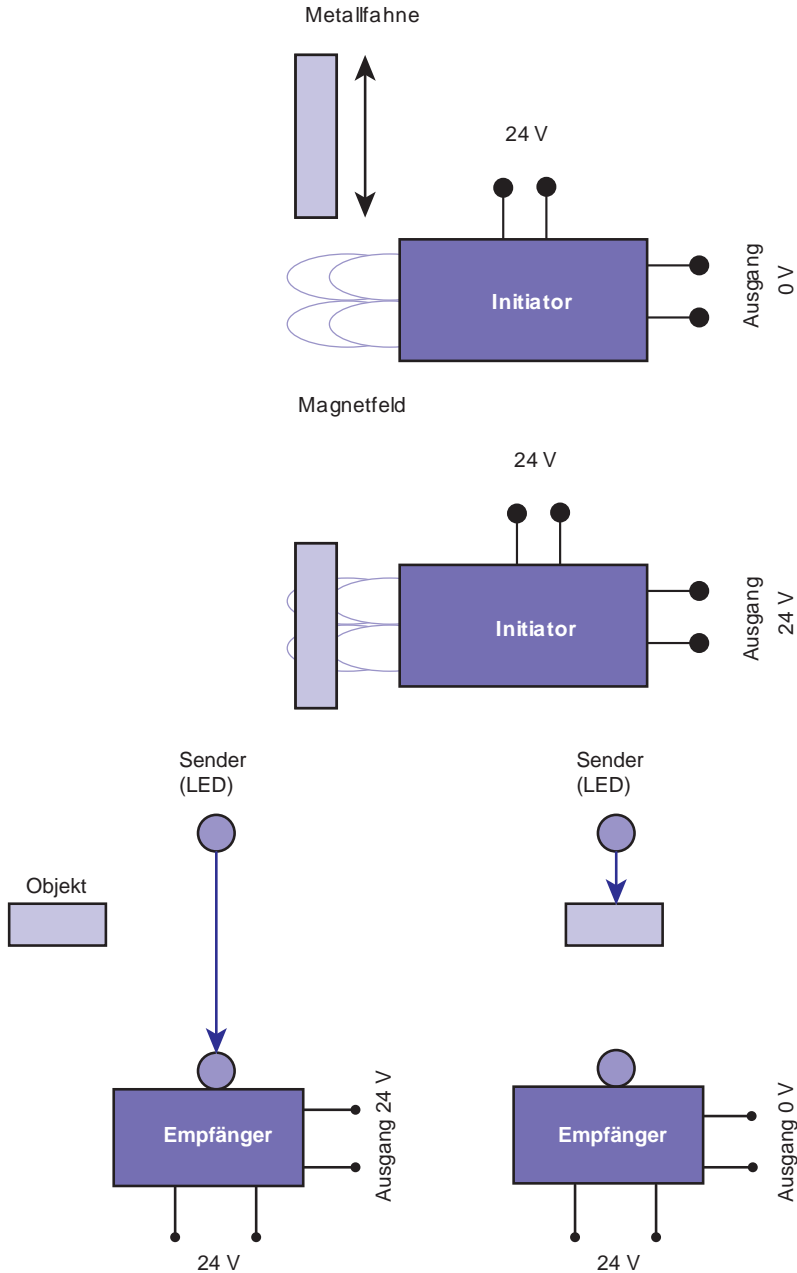 Metallfahne
24 V
Initiator
Ausgang
0 V
Magnetfeld
24 V
Initiator
Ausgang
24 V
Sender
(LED)
Sender
(LED)
Objekt
Empfänger
Ausgang 24 V
Empfänger
Ausgang 0 V
24 V
24 V